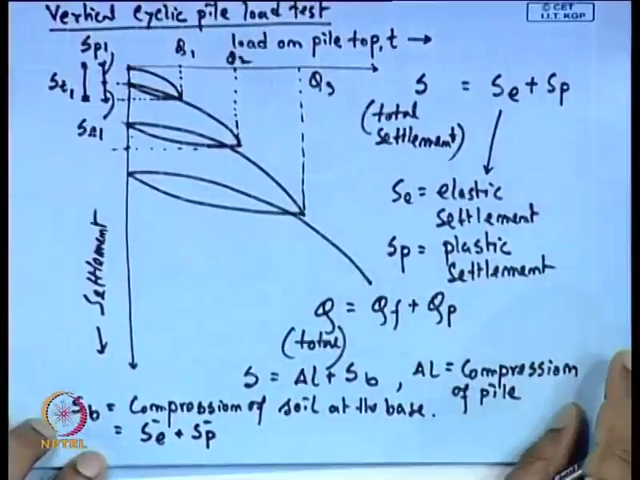 Vertical cyclic pile load test
© CET
I.I.T. KGP
Sp1
Q1
load on pile top, t →
Q2
St1
Q3
S = Se + Sp
(total settlement)
Se1
Se = elastic settlement
Sp = plastic settlement
← Settlement
Q = Qf + Qp
(total)
S = ΔL + Sb , ΔL = Compression of pile
Sb = Compression of soil at the base.
= S̄e + S̄p
NPTEL